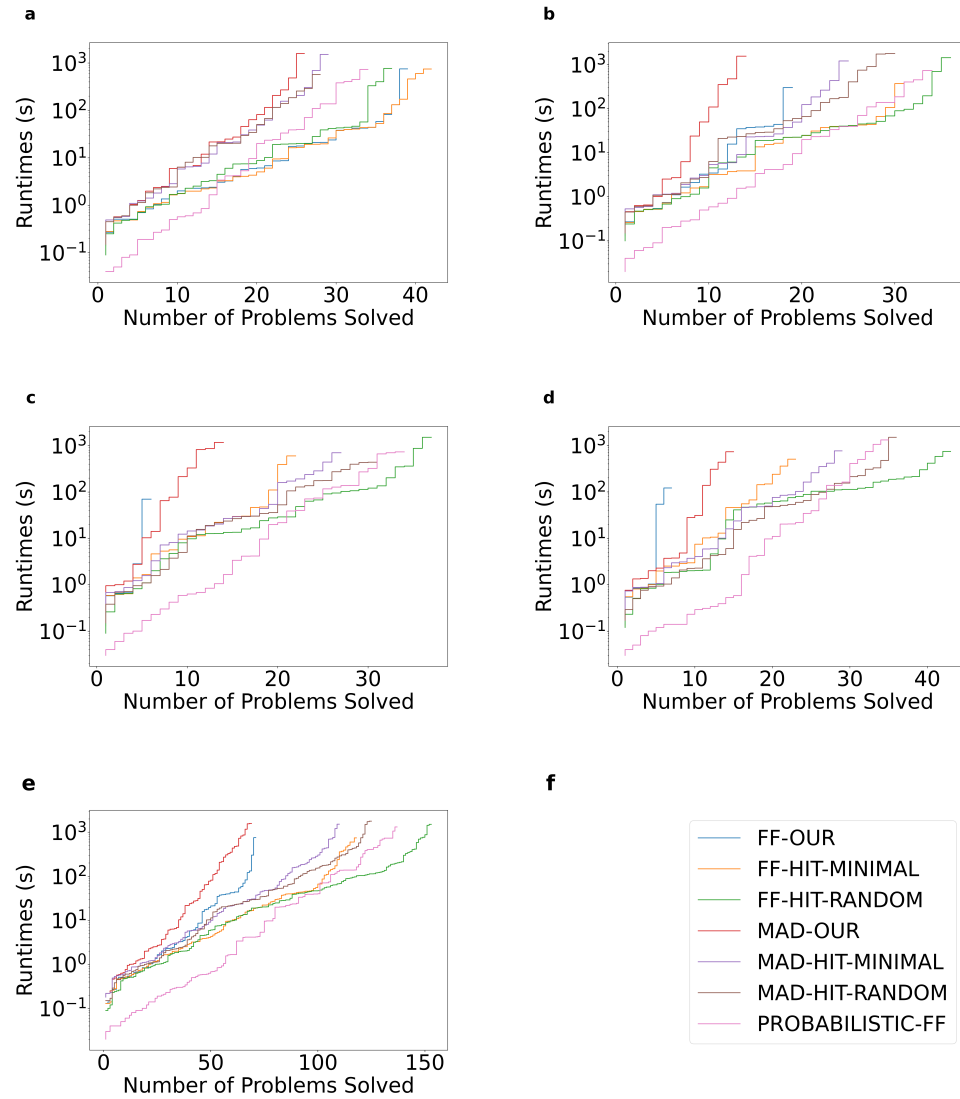 a
b
10³
10²
10¹
10⁰
10⁻¹
Runtimes (s)
0 10 20 30 40
Number of Problems Solved
10³
10²
10¹
10⁰
10⁻¹
Runtimes (s)
0 10 20 30
Number of Problems Solved
c
d
10³
10²
10¹
10⁰
10⁻¹
Runtimes (s)
0 10 20 30
Number of Problems Solved
10³
10²
10¹
10⁰
10⁻¹
Runtimes (s)
0 10 20 30 40
Number of Problems Solved
e
f
10³
10²
10¹
10⁰
10⁻¹
Runtimes (s)
0 50 100 150
Number of Problems Solved
FF-OUR
FF-HIT-MINIMAL
FF-HIT-RANDOM
MAD-OUR
MAD-HIT-MINIMAL
MAD-HIT-RANDOM
PROBABILISTIC-FF